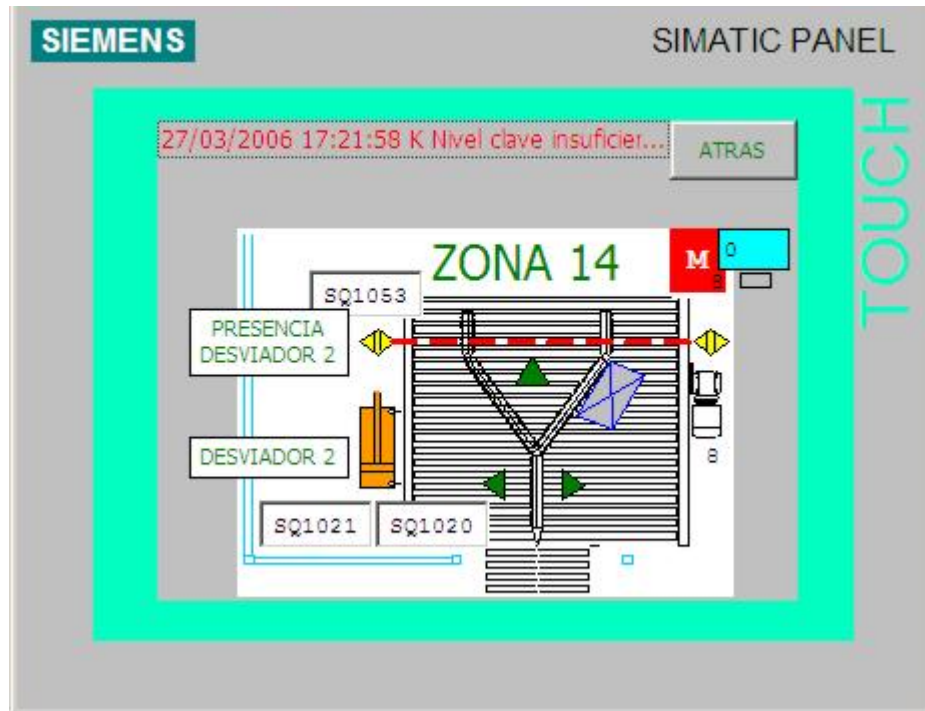 SIEMENS
SIMATIC PANEL
TOUCH
27/03/2006 17:21:58 K Nivel clave insuficier...
ATRAS
ZONA 14
M
0
8
SQ1053
PRESENCIA
DESVIADOR 2
DESVIADOR 2
8
SQ1021
SQ1020